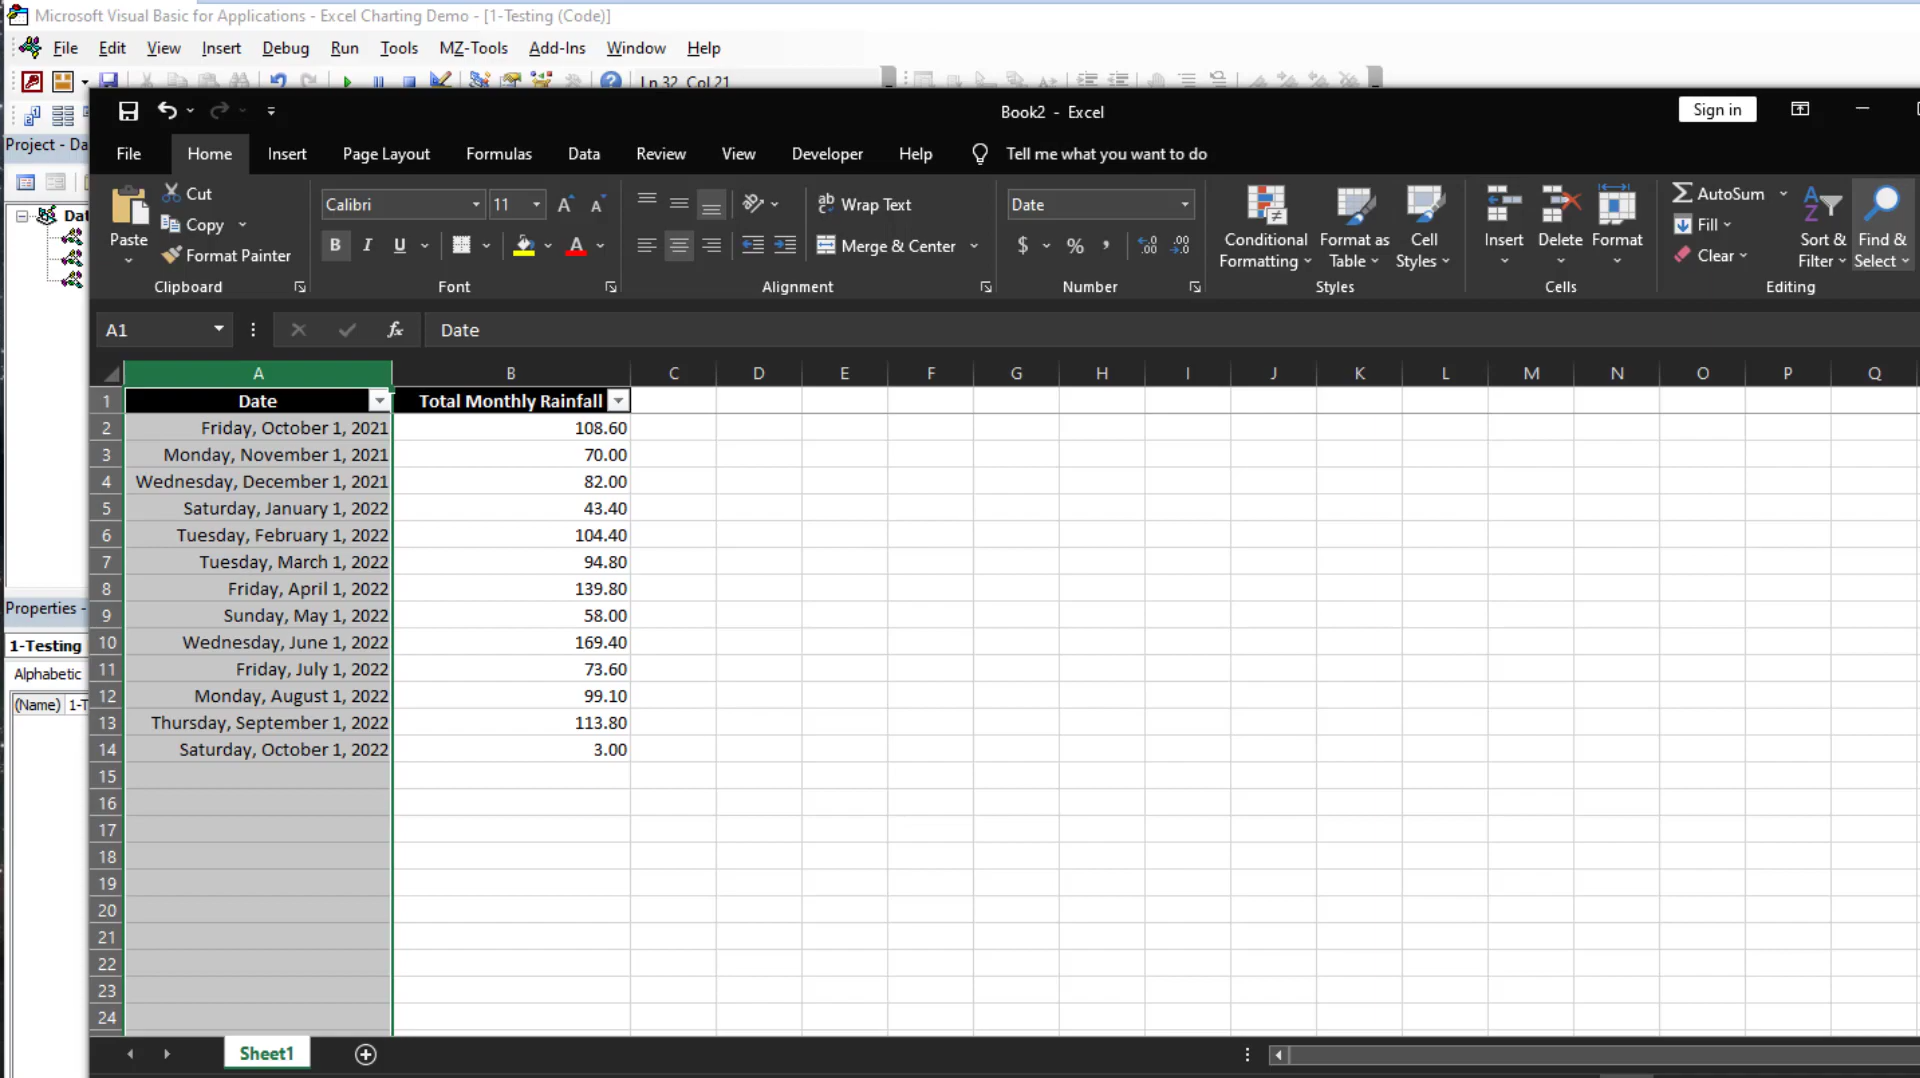 Microsoft Visual Basic for Applications - Excel Charting Demo - [1-Testing (Code)]
File Edit View Insert Debug Run Tools MZ-Tools Add-Ins Window Help
Ln 32, Col 21
Book2 - Excel
Sign in
Project - Da
File Home Insert Page Layout Formulas Data Review View Developer Help Tell me what you want to do
Cut
Copy
Format Painter
Paste
Clipboard
Calibri 11
B I U
Font
Wrap Text
Merge & Center
Alignment
Date
$ % ,
Number
Conditional Formatting
Format as Table
Cell Styles
Styles
Insert Delete Format
Cells
AutoSum
Fill
Clear
Sort & Filter
Find & Select
Editing
Dat
A1 fx Date
A B C D E F G H I J K L M N O P Q
1 Date Total Monthly Rainfall
2 Friday, October 1, 2021 108.60
3 Monday, November 1, 2021 70.00
4 Wednesday, December 1, 2021 82.00
5 Saturday, January 1, 2022 43.40
6 Tuesday, February 1, 2022 104.40
7 Tuesday, March 1, 2022 94.80
8 Friday, April 1, 2022 139.80
9 Sunday, May 1, 2022 58.00
10 Wednesday, June 1, 2022 169.40
11 Friday, July 1, 2022 73.60
12 Monday, August 1, 2022 99.10
13 Thursday, September 1, 2022 113.80
14 Saturday, October 1, 2022 3.00
15
16
17
18
19
20
21
22
23
24
Properties -
1-Testing
Alphabetic
(Name) 1-T
Sheet1